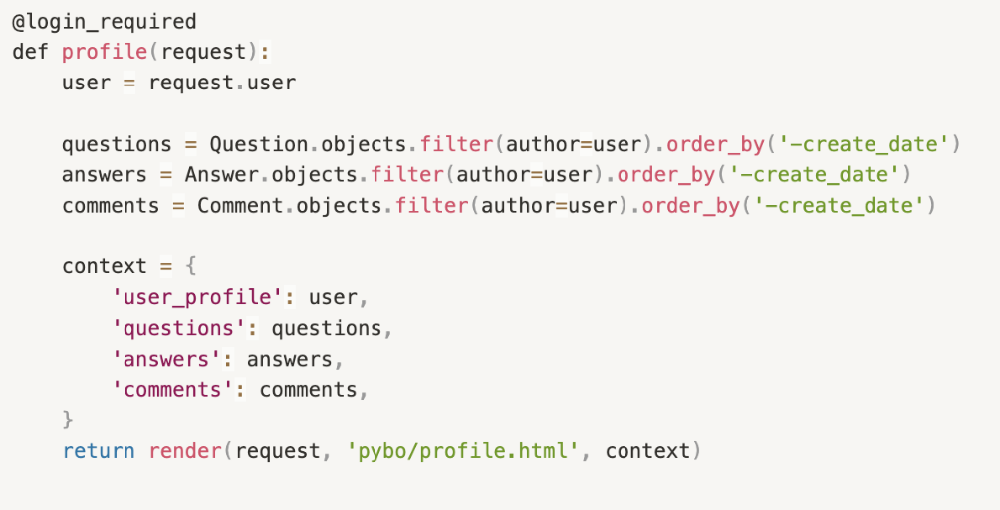 @login_required
def profile(request):
    user = request.user

    questions = Question.objects.filter(author=user).order_by('-create_date')
    answers = Answer.objects.filter(author=user).order_by('-create_date')
    comments = Comment.objects.filter(author=user).order_by('-create_date')

    context = {
        'user_profile': user,
        'questions': questions,
        'answers': answers,
        'comments': comments,
    }
    return render(request, 'pybo/profile.html', context)